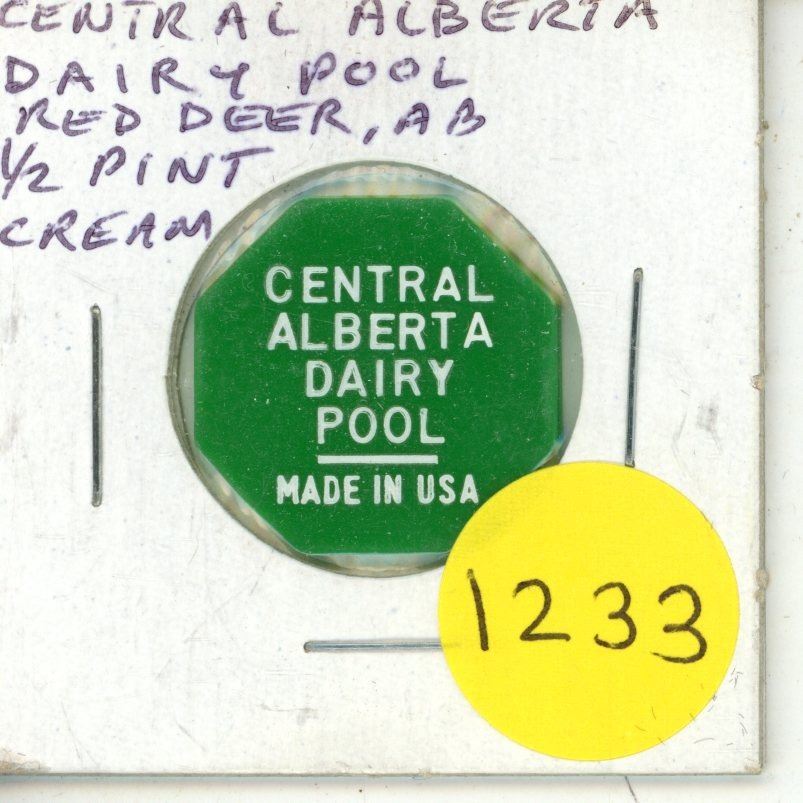 CENTRAL ALBERTA
DAIRY POOL
RED DEER, AB
1/2 PINT
CREAM
CENTRAL
ALBERTA
DAIRY
POOL
MADE IN USA
1233